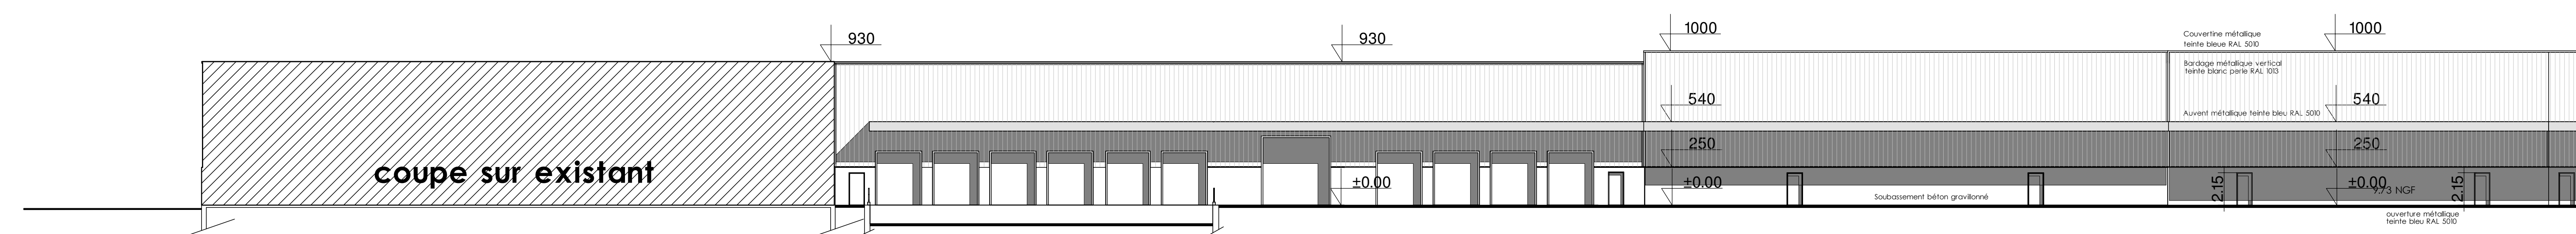 930
930
1000
1000
Couvertine métallique
teinte bleue RAL 5010
Bardage métallique vertical
teinte blanc perle RAL 1013
540
540
Auvent métallique teinte bleu RAL 5010
250
250
coupe sur existant
±0.00
±0.00
±0.00
9.73 NGF
2.15
2.15
Soubassement béton gravillonné
ouverture métallique
teinte bleu RAL 5010